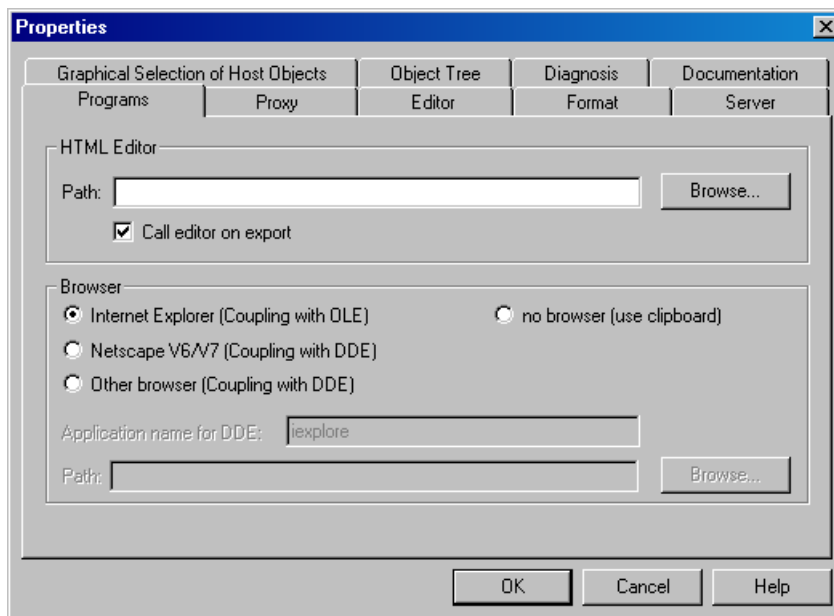 Properties
Graphical Selection of Host Objects Object Tree Diagnosis Documentation
Programs Proxy Editor Format Server
HTML Editor
Path: Browse...
Call editor on export
Browser
Internet Explorer (Coupling with OLE) no browser (use clipboard)
Netscape V6/V7 (Coupling with DDE)
Other browser (Coupling with DDE)
Application name for DDE: iexplore
Path: Browse...
OK Cancel Help